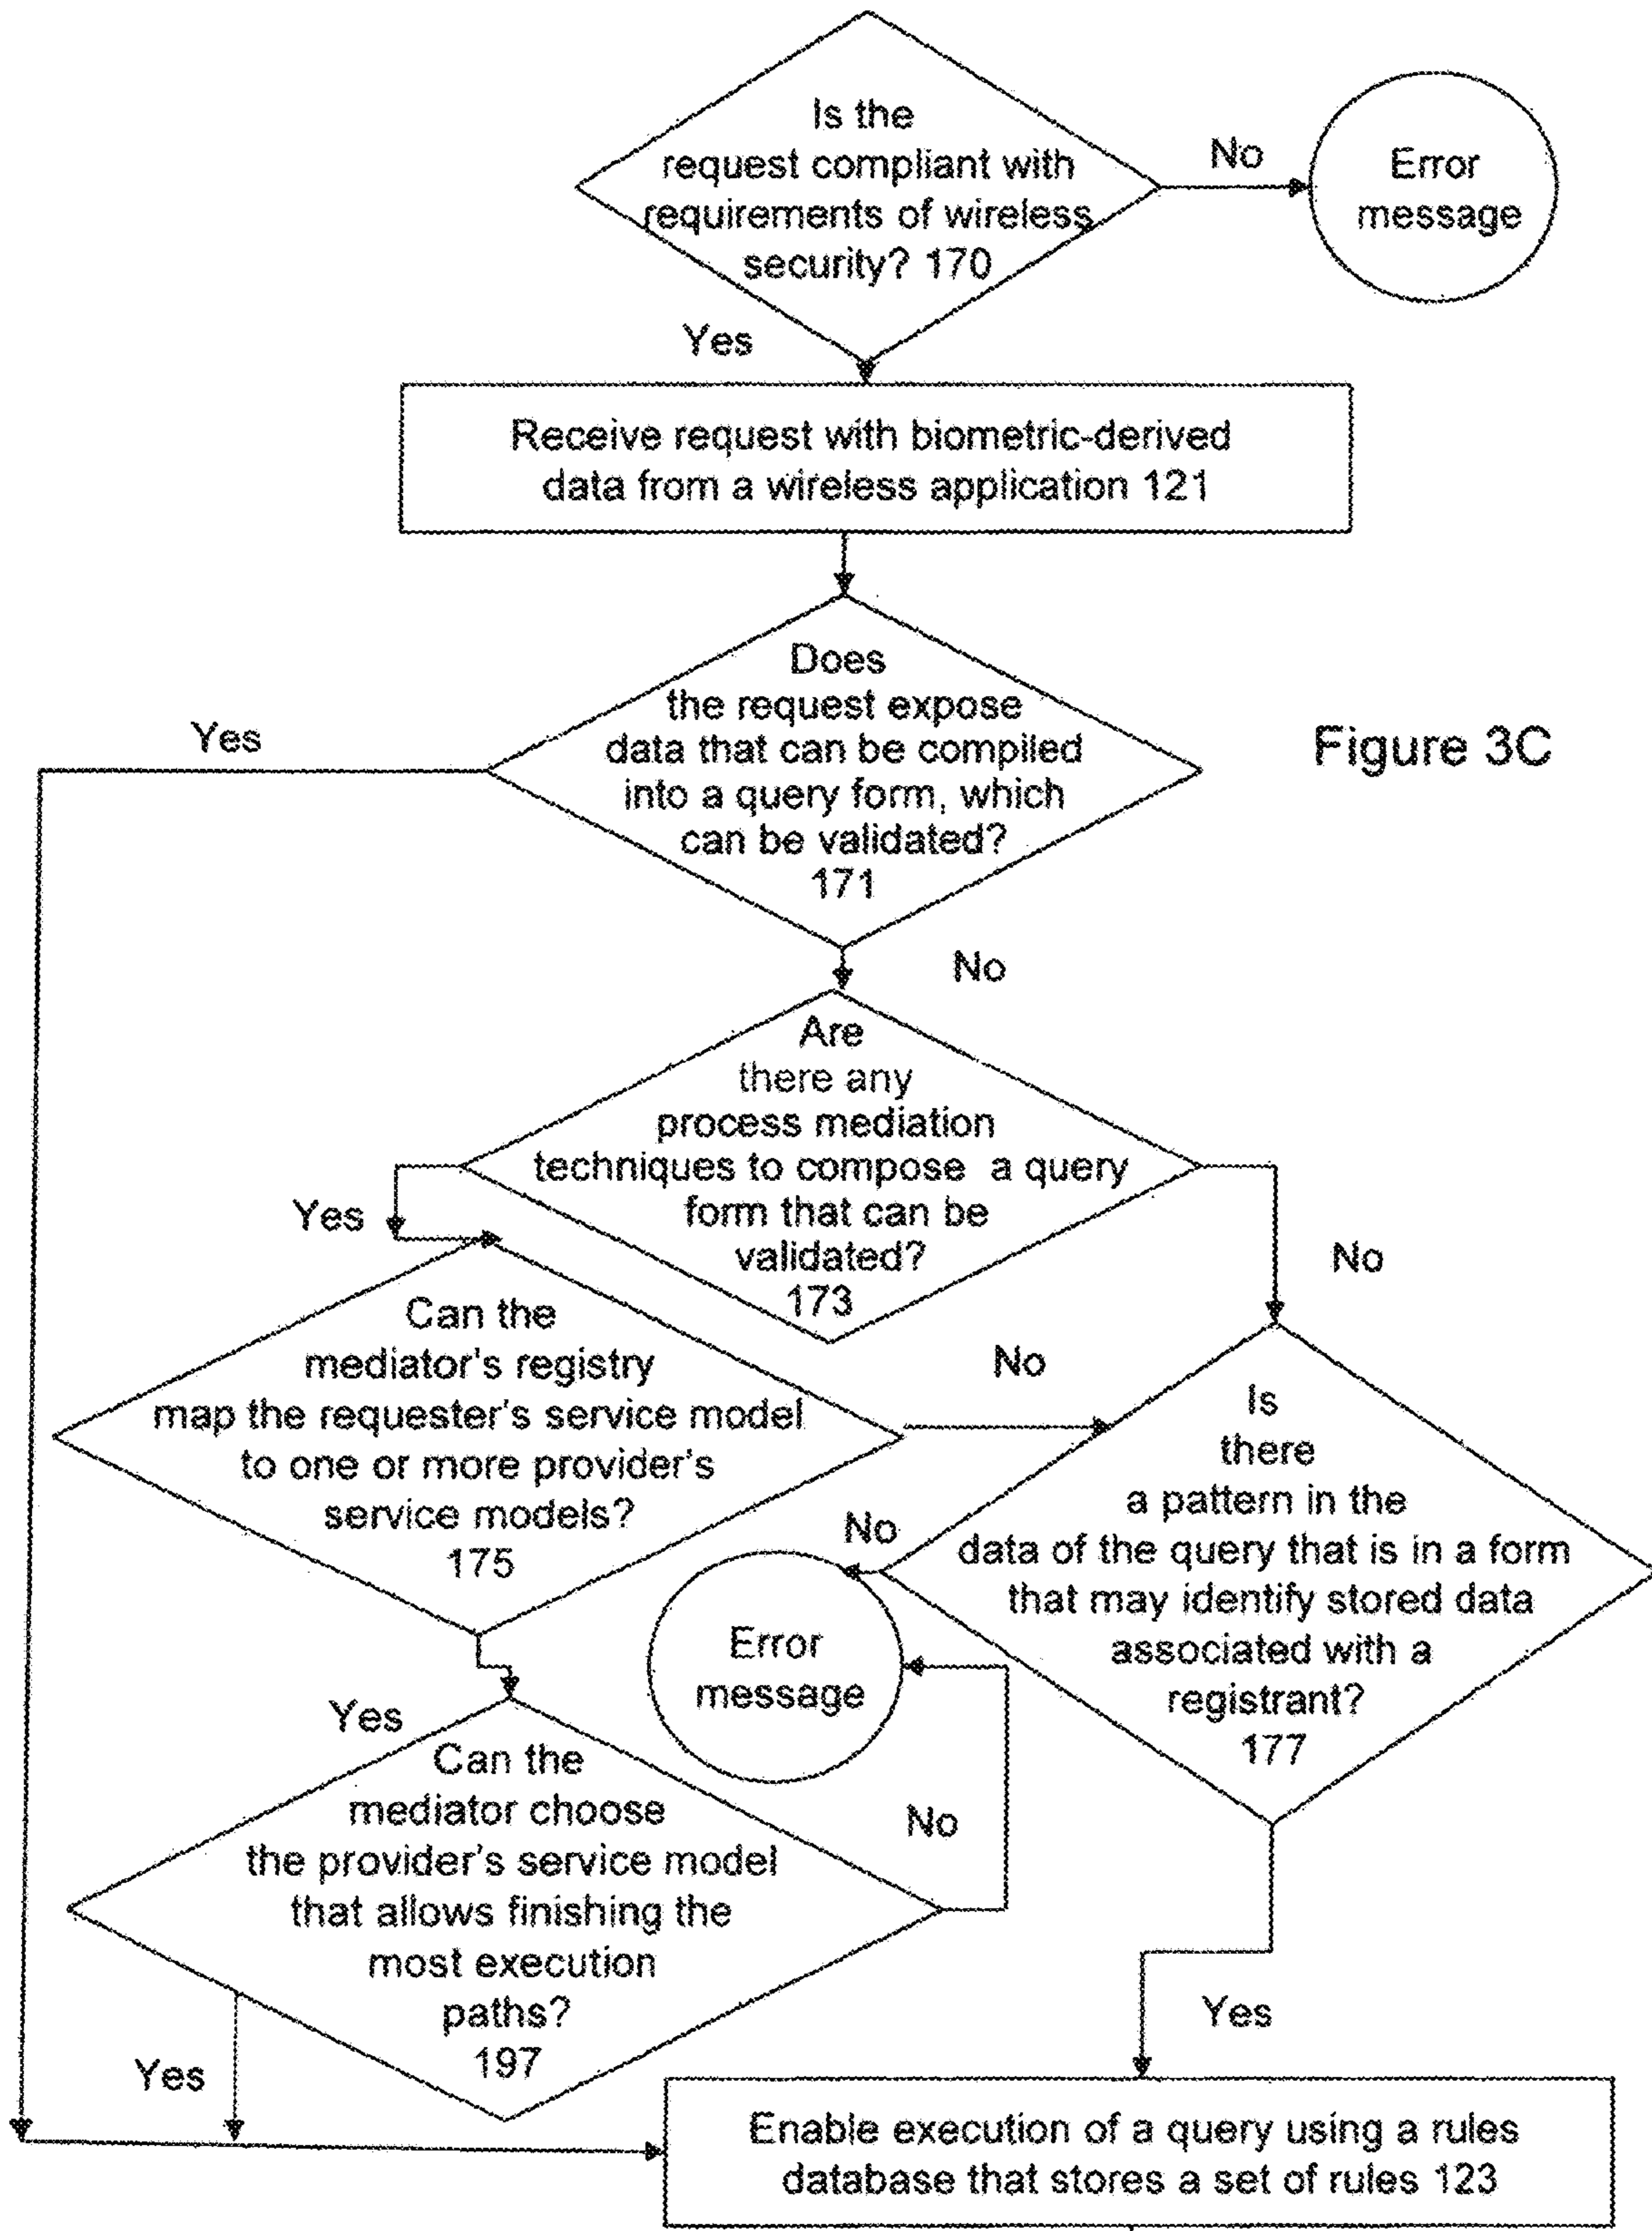 Is the
request compliant with
requirements of wireless
security? 170
No
Error
message
Yes
Receive request with biometric-derived
data from a wireless application 121
Does
the request expose
data that can be compiled
into a query form, which
can be validated?
171
Yes
Figure 3C
No
Are
there any
process mediation
techniques to compose a query
form that can be
validated?
173
Yes
No
Can the
mediator's registry
map the requester's service model
to one or more provider's
service models?
175
No
Is
there
a pattern in the
data of the query that is in a form
that may identify stored data
associated with a
registrant?
177
No
Error
message
Yes
Can the
mediator choose
the provider's service model
that allows finishing the
most execution
paths?
197
No
Yes
Yes
Enable execution of a query using a rules
database that stores a set of rules 123